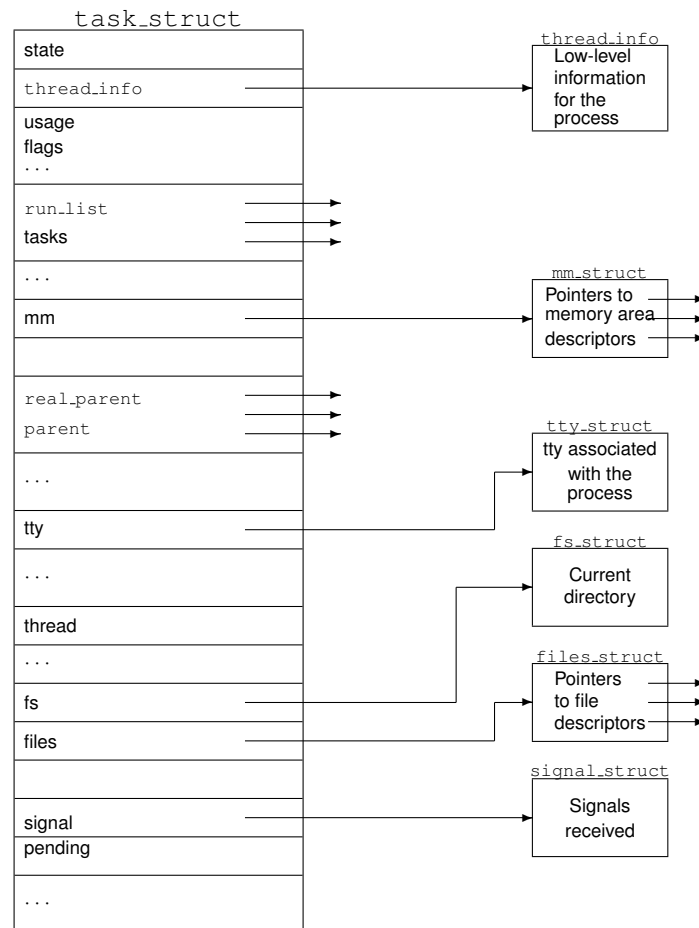 task_struct
state
thread_info
usage
flags
...
run_list
tasks
...
mm
real_parent
parent
...
tty
...
thread
...
fs
files
signal
pending
...
thread_info
Low-level
information
for the
process
mm_struct
Pointers to
memory area
descriptors
tty_struct
tty associated
with the
process
fs_struct
Current
directory
files_struct
Pointers
to file
descriptors
signal_struct
Signals
received